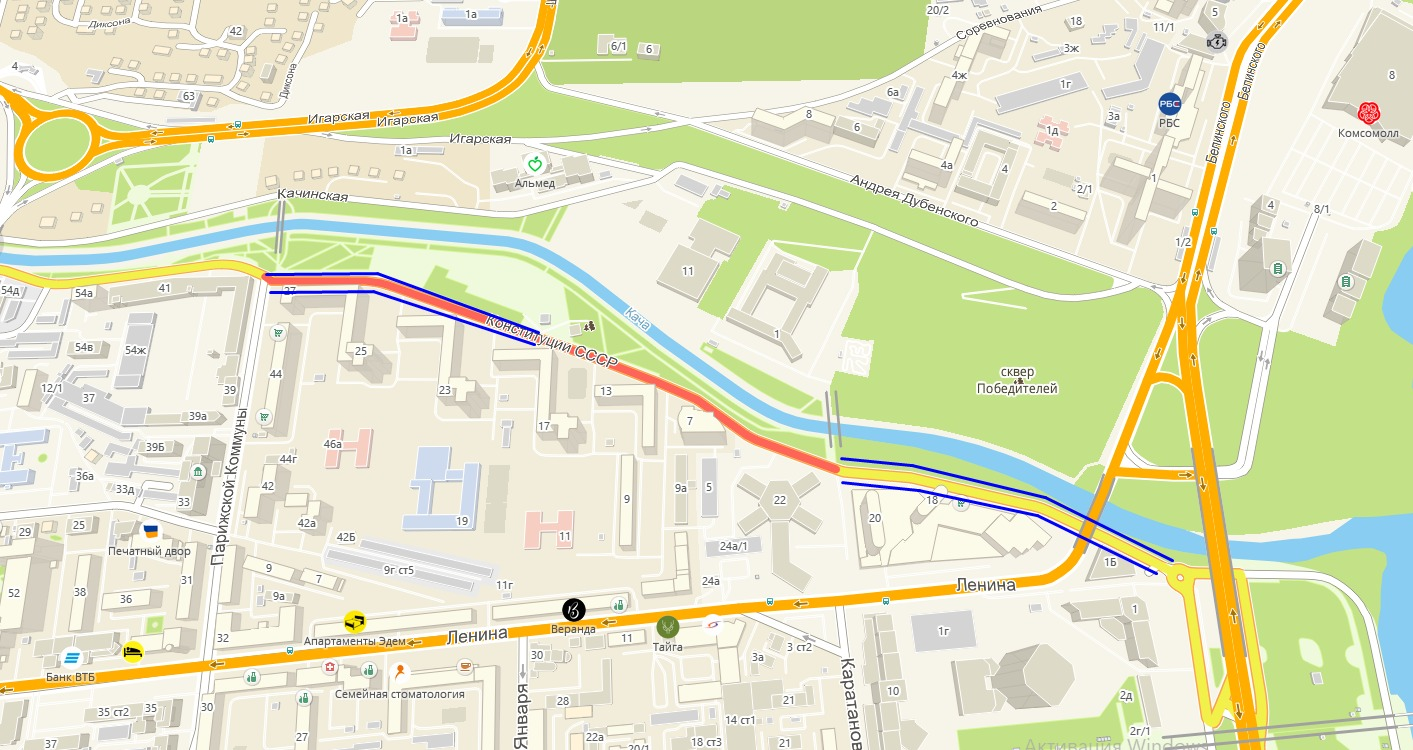 Диксона
42
1а
1а
20/2
Соревнования
18
11/1
5
6/1
6
3ж
Белинского
4
Диксона
4ж
1г
8
63
6а
РБС
РБС
3а
Комсомолл
Игарская
Игарская
8
6
1д
Белинского
Игарская
1а
Альмед
4а
4
1
2/1
Качинская
Андрея Дубенского
2
4
8/1
1/2
11
54д
54а
41
27
Кача
1
Конституции СССР
54в
54ж
25
44
сквер
Победителей
12/1
37
39
23
13
39а
17
7
39Б
46а
36а
44г
33д
33
42
9
9а
5
22
18
20
29
25
42а
19
11
Печатный двор
42Б
24а/1
Парижской Коммуны
9г ст5
1Б
52
38
36
31
9
7
11г
24а
Ленина
9а
1
Апартаменты Эдем
Ленина
Веранда
11
Тайга
1г
32
30
3а
3 ст2
Банк ВТБ
Семейная стоматология
Каратанова
10
2д
35 ст2
35
30
Января
28
21
14 ст1
27
22а
20/1
18 ст3
2г/1
Активация Windows